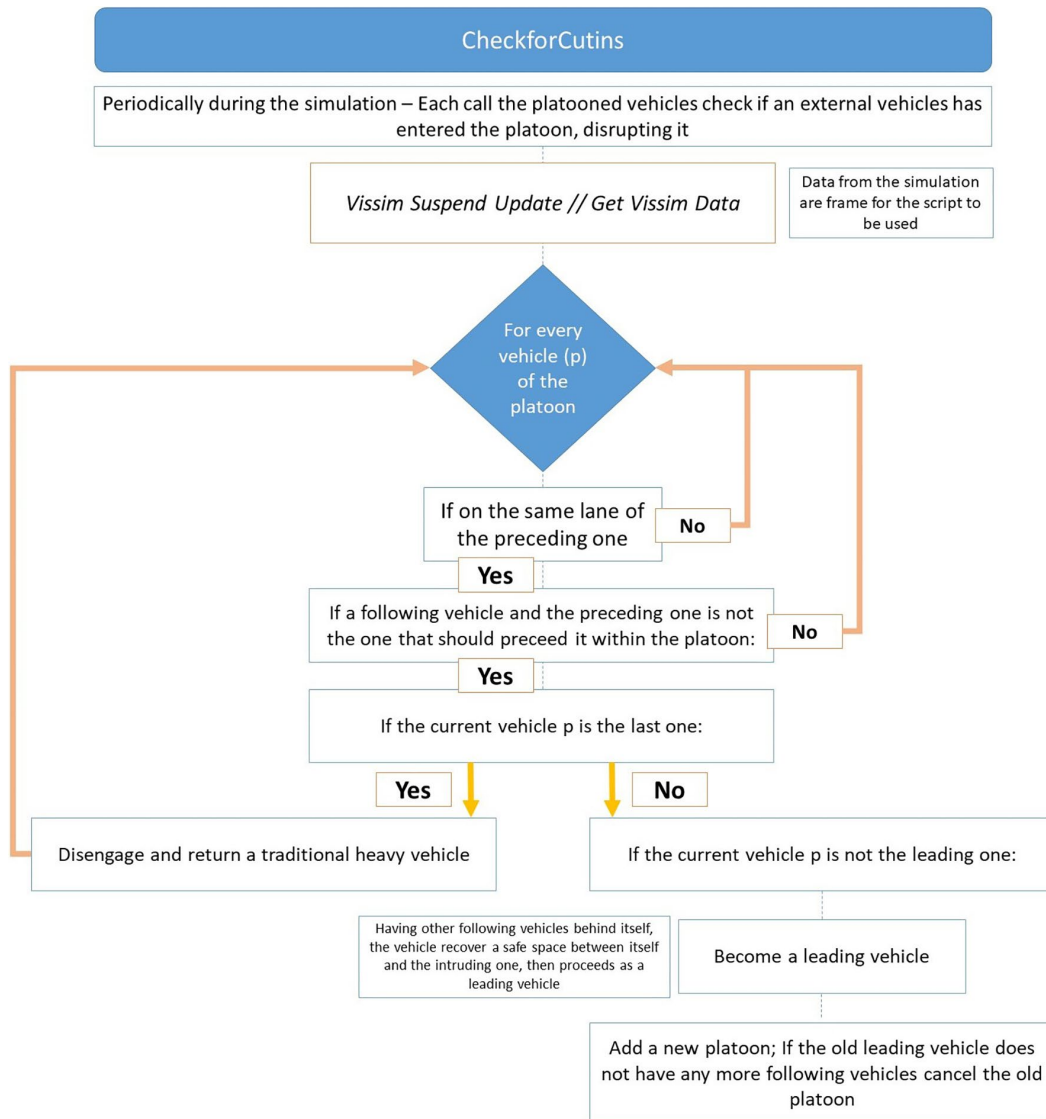 CheckforCutins
Periodically during the simulation – Each call the platooned vehicles check if an external vehicles has
entered the platoon, disrupting it
Vissim Suspend Update // Get Vissim Data
Data from the simulation
are frame for the script to
be used
For every
vehicle (p)
of the
platoon
If on the same lane of
the preceding one
No
Yes
If a following vehicle and the preceding one is not
the one that should preceed it within the platoon:
No
Yes
If the current vehicle p is the last one:
Yes
No
Disengage and return a traditional heavy vehicle
If the current vehicle p is not the leading one:
Having other following vehicles behind itself,
the vehicle recover a safe space between itself
and the intruding one, then proceeds as a
leading vehicle
Become a leading vehicle
Add a new platoon; If the old leading vehicle does
not have any more following vehicles cancel the old
platoon